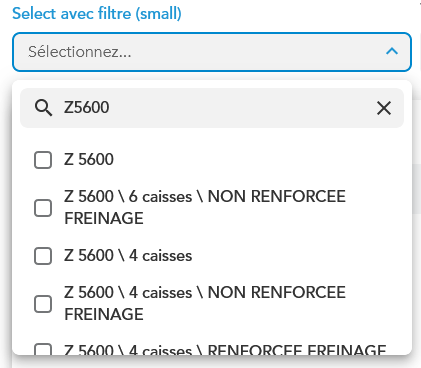 Select avec filtre (small)
Sélectionnez...
Z5600
Z 5600
Z 5600 \ 6 caisses \ NON RENFORCEE
FREINAGE
Z 5600 \ 4 caisses
Z 5600 \ 4 caisses \ NON RENFORCEE
FREINAGE
Z 5600 \ 4 caisses \ RENFORCEE FREINAGE